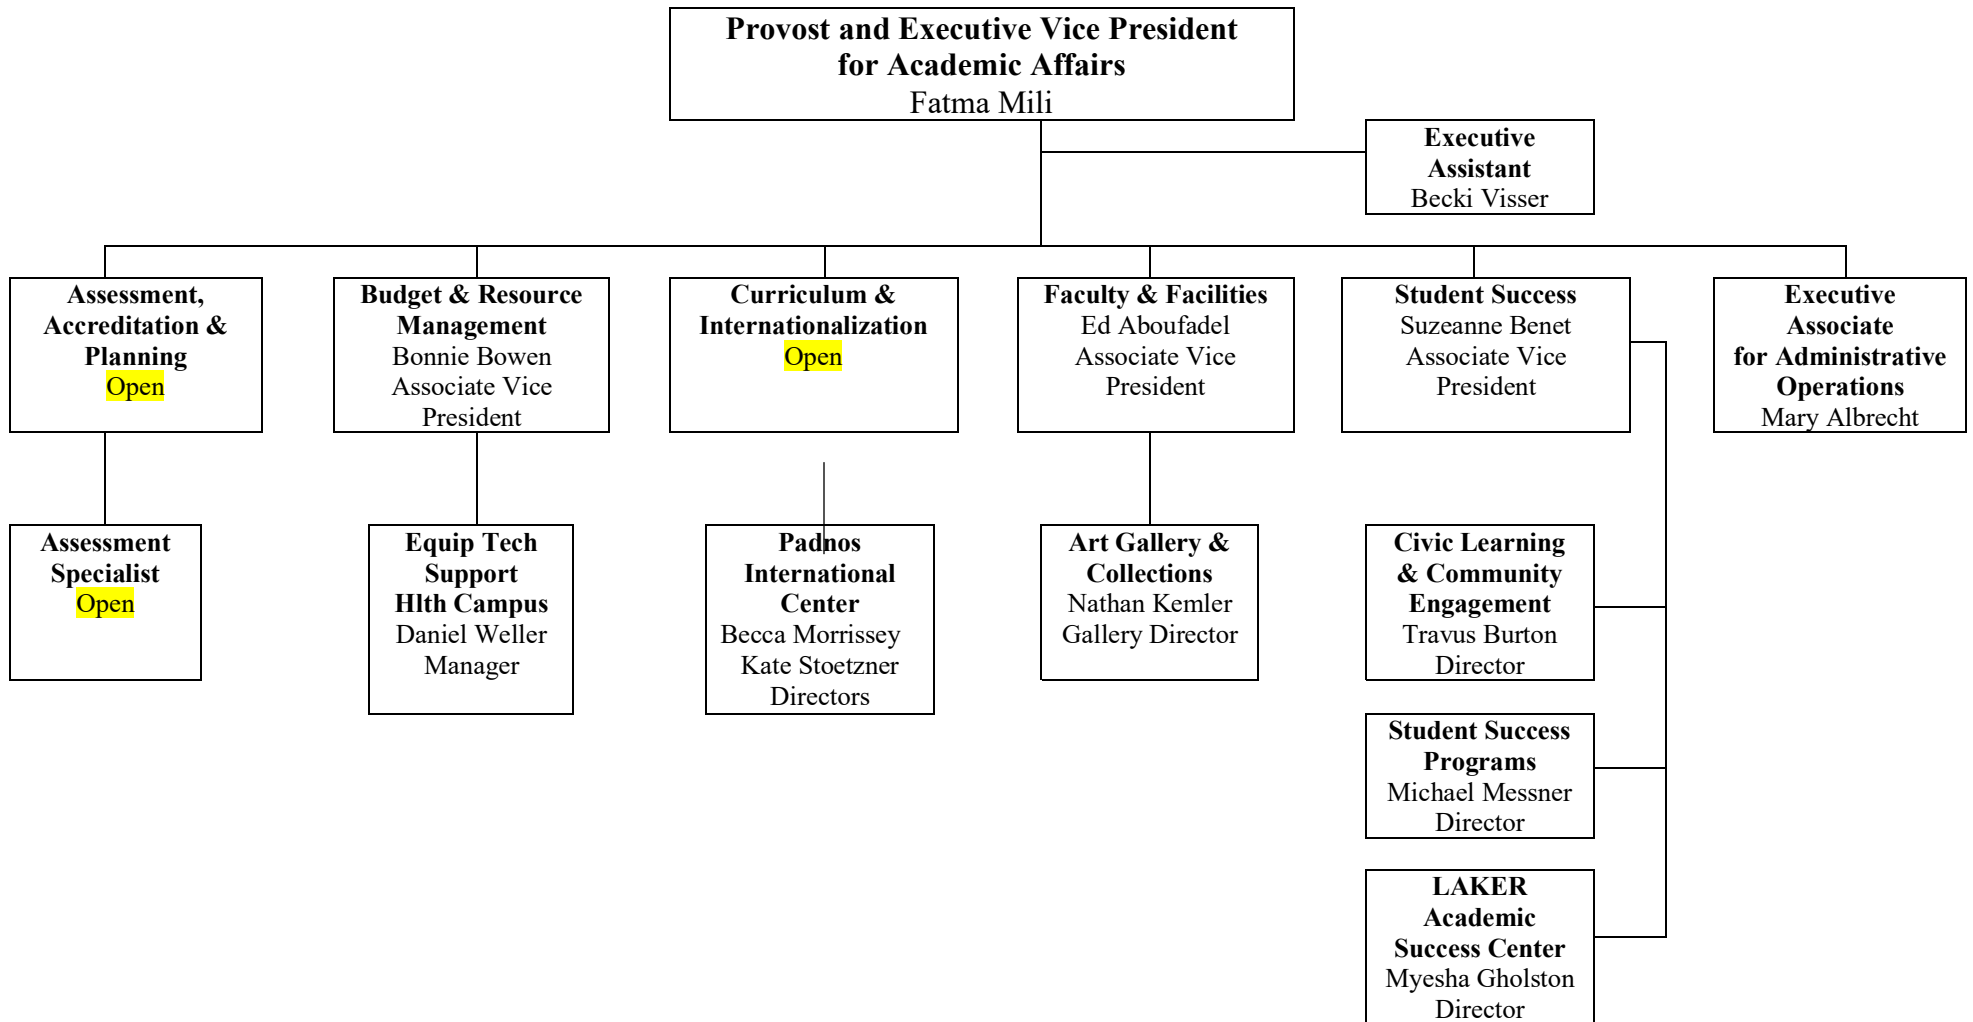 Provost and Executive Vice President
for Academic Affairs
Fatma Mili
Executive
Assistant
Becki Visser
Assessment,
Accreditation &
Planning
Open
Budget & Resource
Management
Bonnie Bowen
Associate Vice
President
Curriculum &
Internationalization
Open
Faculty & Facilities
Ed Aboufadel
Associate Vice
President
Student Success
Suzeanne Benet
Associate Vice
President
Executive
Associate
for Administrative
Operations
Mary Albrecht
Assessment
Specialist
Open
Equip Tech
Support
Hlth Campus
Daniel Weller
Manager
Padnos
International
Center
Becca Morrissey
Kate Stoetzner
Directors
Art Gallery &
Collections
Nathan Kemler
Gallery Director
Civic Learning
& Community
Engagement
Travus Burton
Director
Student Success
Programs
Michael Messner
Director
LAKER
Academic
Success Center
Myesha Gholston
Director